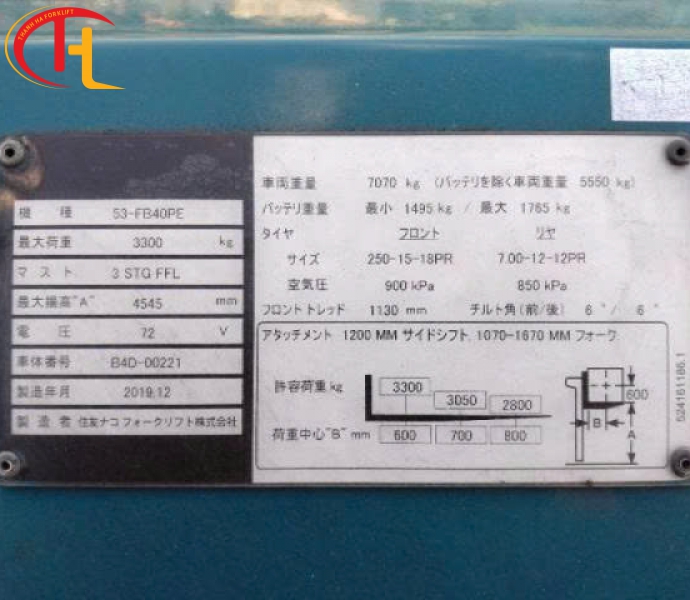 THANH HA FORKLIFT
機 種 53-FB40PE
最大荷重 3300 kg
マ ス ト 3 STG FFL
最大揚高"A" 4545 mm
電 圧 72 V
車体番号 B4D-00221
製造年月 2019.12
製 造 者 住友ナコ フォークリフト株式会社
車両重量 7070 kg (バッテリを除く車両重量 5550 kg)
バッテリ重量 最小 1495 kg / 最大 1765 kg
タイヤ フロント リヤ
サイズ 250-15-18PR 7.00-12-12PR
空気圧 900 kPa 850 kPa
フロントトレッド 1130 mm チルト角(前/後) 6°/ 6°
アタッチメント 1200 MM サイドシフト 1070-1670 MM フォーク
許容荷重 kg 3300 3050 2800
荷重中心"B" mm 600 700 800
600
B
A
524161186.1